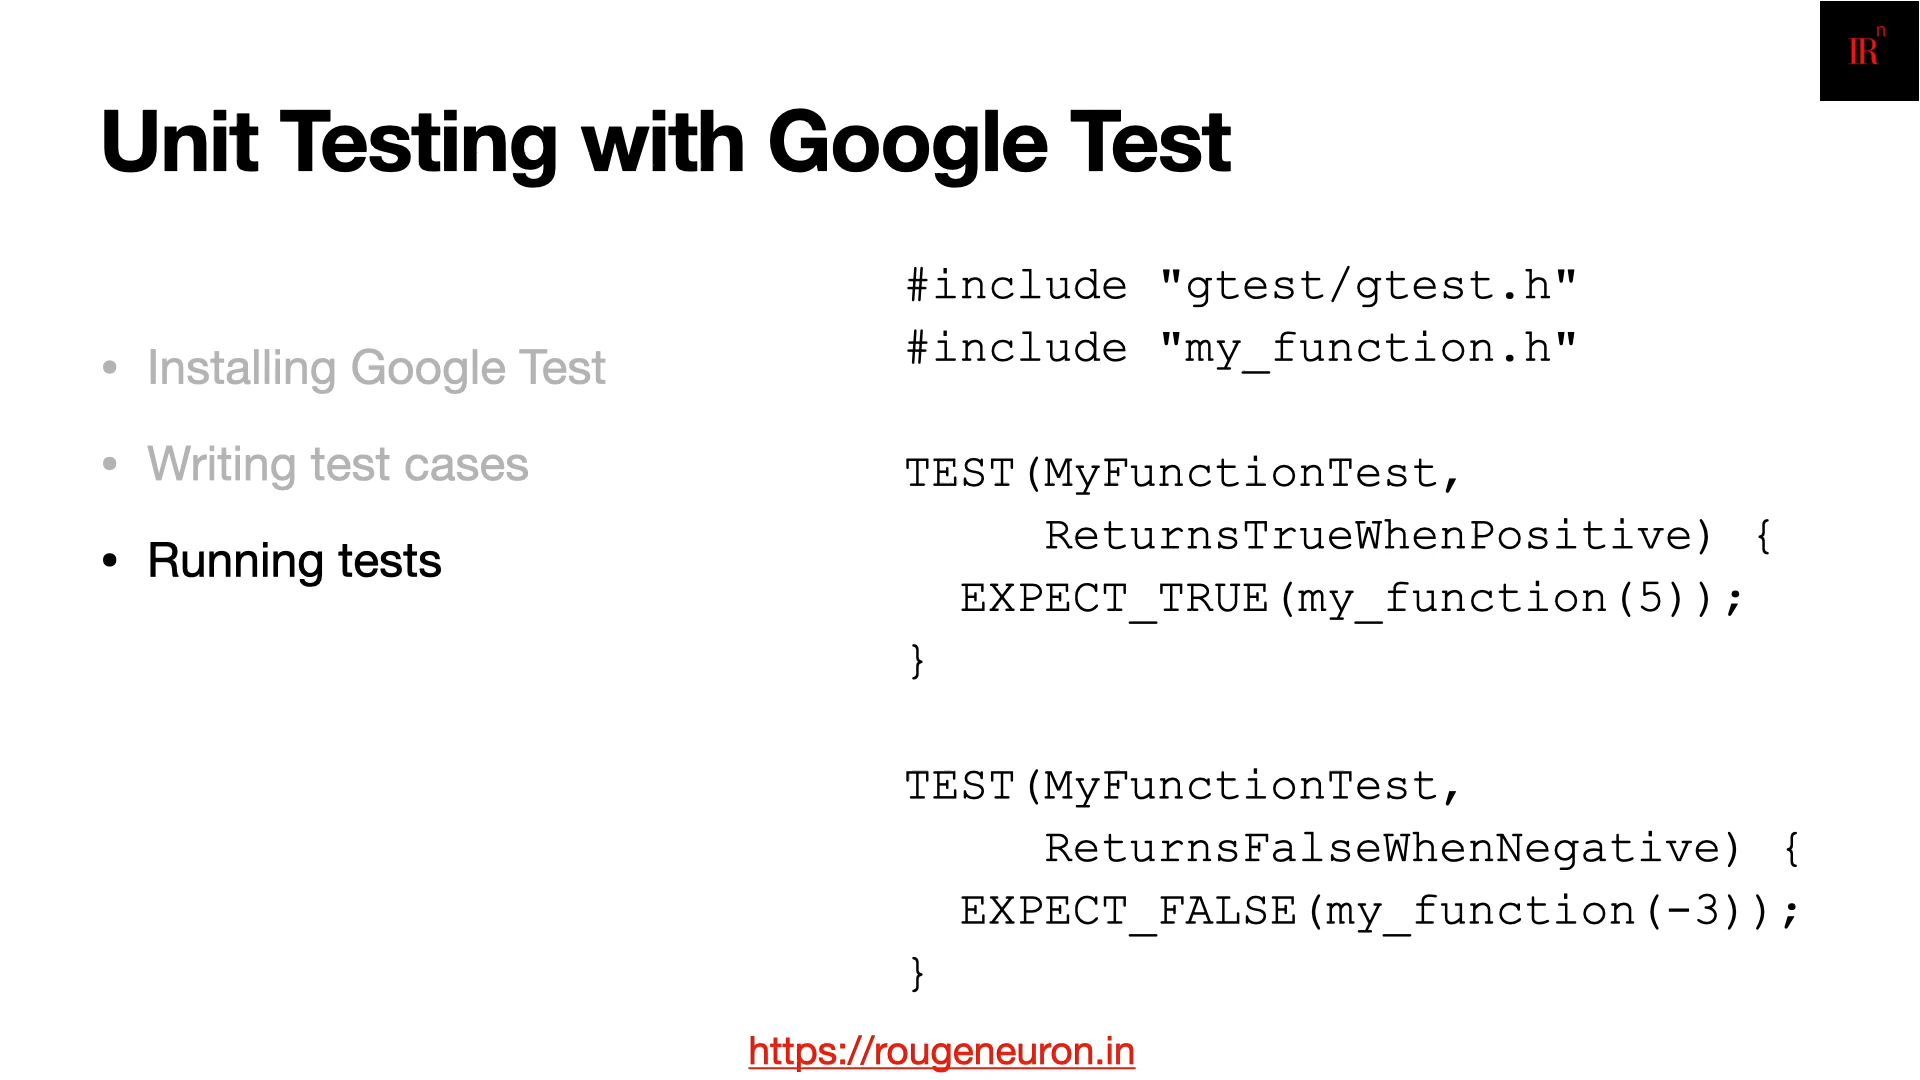 IRn
Unit Testing with Google Test
• Installing Google Test
• Writing test cases
• Running tests
#include "gtest/gtest.h"
#include "my_function.h"
TEST(MyFunctionTest,
     ReturnsTrueWhenPositive) {
  EXPECT_TRUE(my_function(5));
}
TEST(MyFunctionTest,
     ReturnsFalseWhenNegative) {
  EXPECT_FALSE(my_function(-3));
}
https://rougeneuron.in